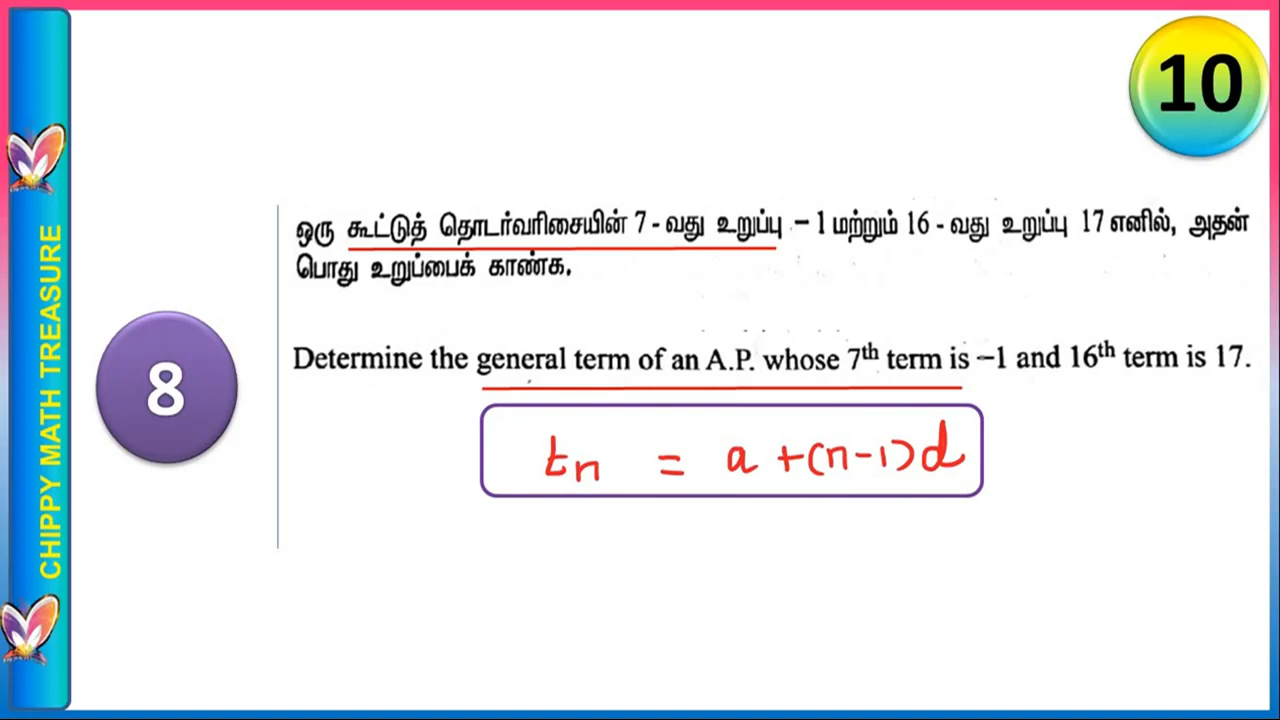 10
ஒரு கூட்டுத் தொடர்வரிசையின் 7 - வது உறுப்பு – 1 மற்றும் 16 - வது உறுப்பு 17 எனில், அதன்
பொது உறுப்பைக் காண்க.
8
Determine the general term of an A.P. whose 7th term is –1 and 16th term is 17.
tn = a +(n-1)d
CHIPPY MATH TREASURE